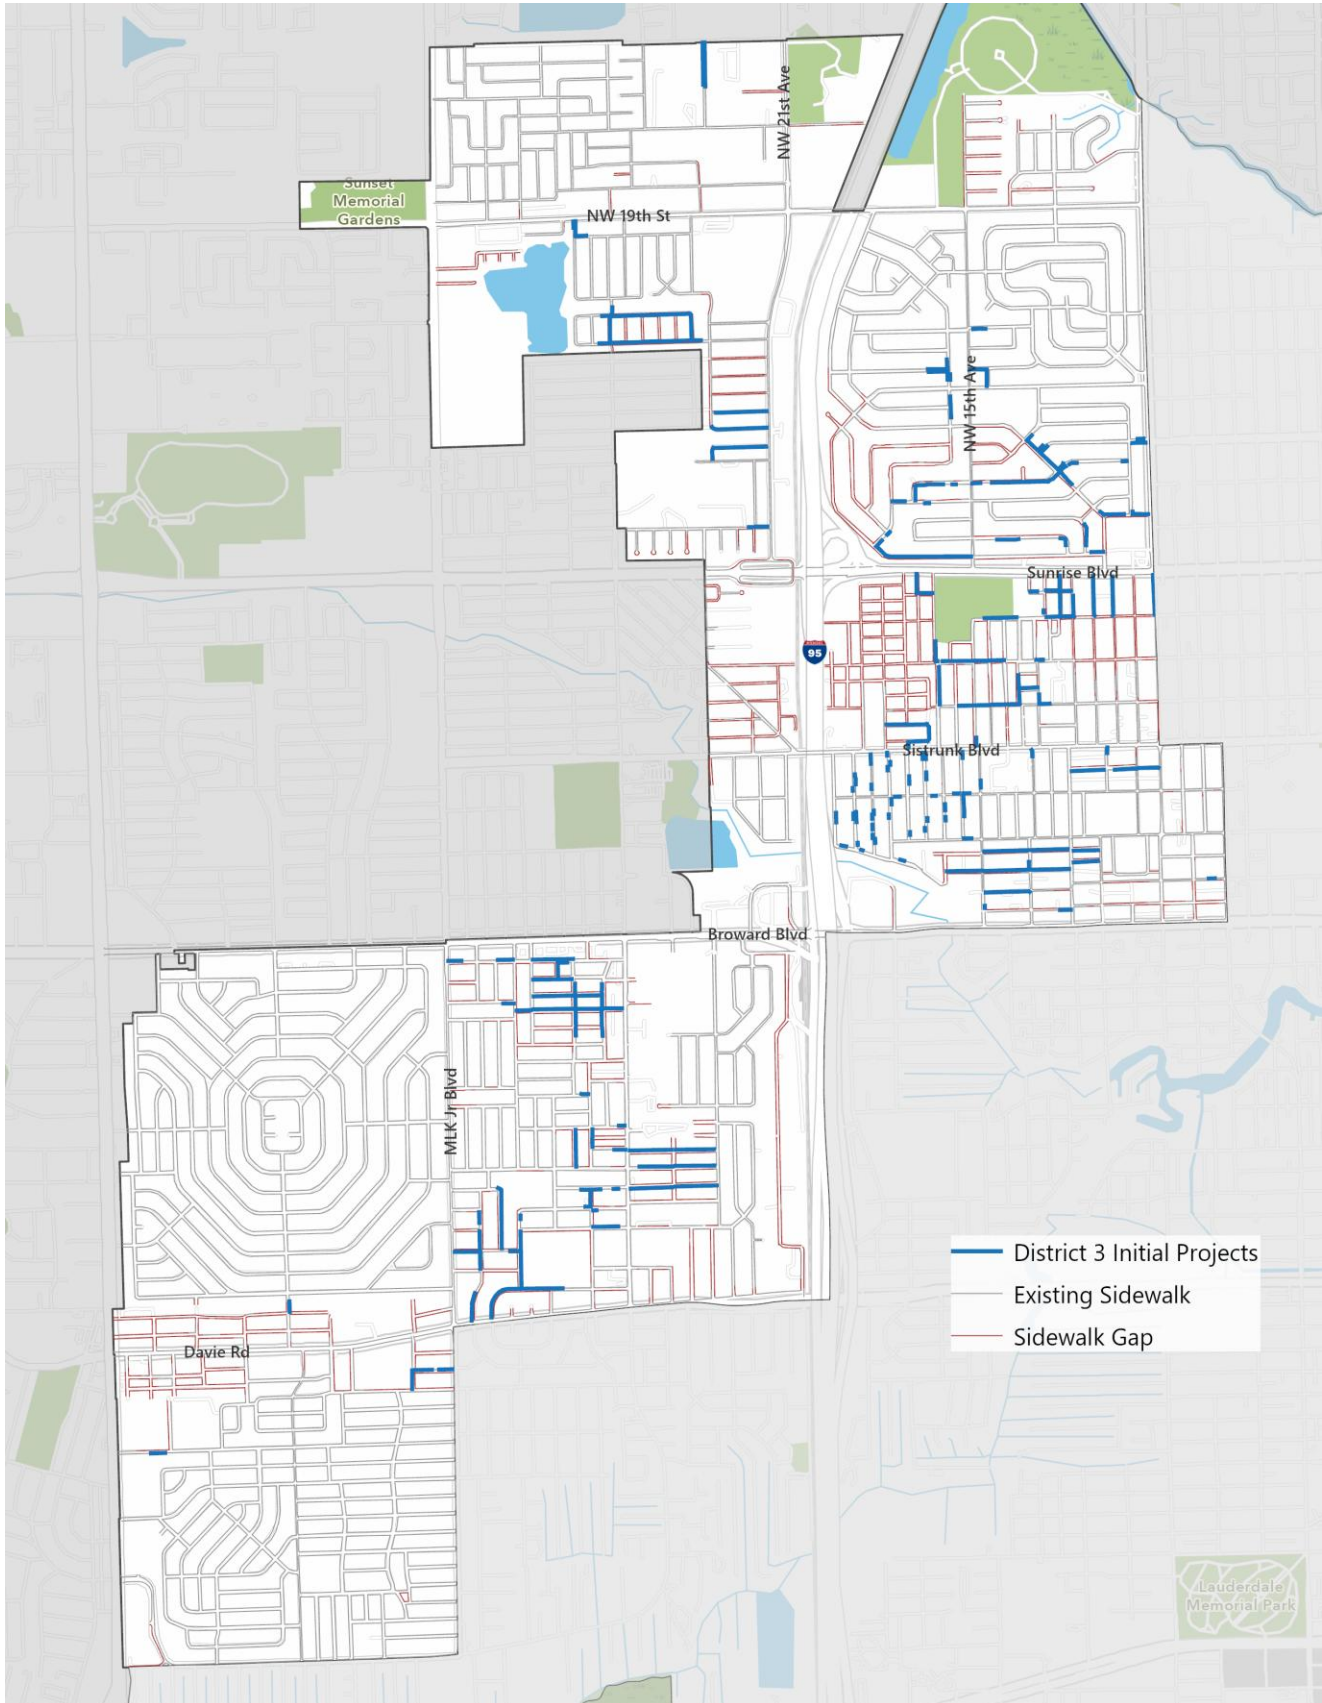 NW 21st Ave
Sunset
Memorial
Gardens
NW 19th St
NW 15th Ave
Sunrise Blvd
95
Sistrunk Blvd
Broward Blvd
MLK Jr Blvd
District 3 Initial Projects
Existing Sidewalk
Sidewalk Gap
Davie Rd
Lauderdale
Memorial Park